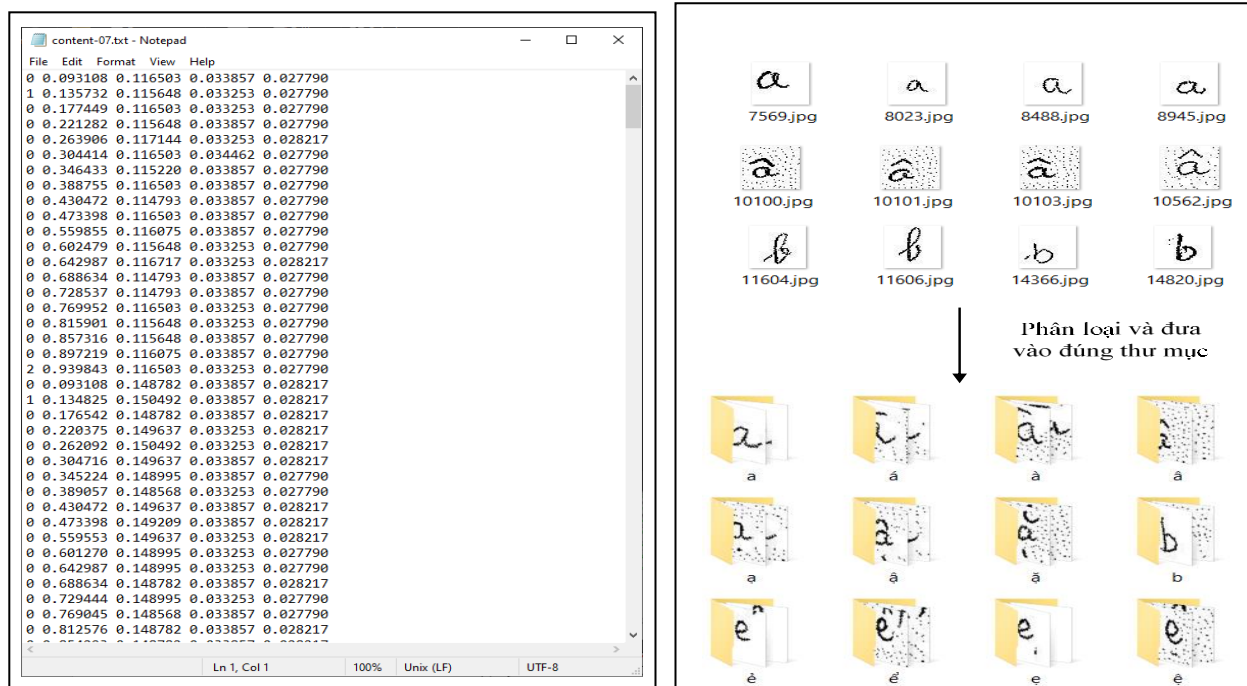 content-07.txt - Notepad
File Edit Format View Help
0 0.093108 0.116503 0.033857 0.027790
1 0.135732 0.115648 0.033253 0.027790
0 0.177449 0.116503 0.033857 0.027790
0 0.221282 0.115648 0.033857 0.027790
0 0.263906 0.117144 0.033253 0.028217
0 0.304414 0.116503 0.034462 0.027790
0 0.346433 0.115220 0.033857 0.027790
0 0.388755 0.116503 0.033857 0.027790
0 0.430472 0.114793 0.033857 0.027790
0 0.473398 0.116503 0.033857 0.027790
0 0.559855 0.116075 0.033857 0.027790
0 0.602479 0.115648 0.033253 0.027790
0 0.642987 0.116717 0.033253 0.028217
0 0.688634 0.114793 0.033857 0.027790
0 0.728537 0.114793 0.033857 0.027790
0 0.769952 0.116503 0.033253 0.027790
0 0.815901 0.115648 0.033253 0.027790
0 0.857316 0.115648 0.033857 0.027790
0 0.897219 0.116075 0.033857 0.027790
2 0.939843 0.116503 0.033253 0.027790
0 0.093108 0.148782 0.033857 0.028217
1 0.134825 0.150492 0.033857 0.028217
0 0.176542 0.148782 0.033857 0.028217
0 0.220375 0.149637 0.033253 0.028217
0 0.262092 0.150492 0.033253 0.028217
0 0.304716 0.149637 0.033253 0.028217
0 0.345224 0.148995 0.033857 0.027790
0 0.389057 0.148568 0.033253 0.027790
0 0.430472 0.149637 0.033253 0.028217
0 0.473398 0.149209 0.033857 0.028217
0 0.559553 0.149637 0.033253 0.028217
0 0.601270 0.148995 0.033253 0.027790
0 0.642987 0.148995 0.033857 0.027790
0 0.688634 0.148782 0.033253 0.028217
0 0.729444 0.148995 0.033253 0.027790
0 0.769045 0.148568 0.033857 0.027790
0 0.812576 0.148782 0.033857 0.028217
Ln 1, Col 1 100% Unix (LF) UTF-8
a a a a
7569.jpg 8023.jpg 8488.jpg 8945.jpg
â â â â
10100.jpg 10101.jpg 10103.jpg 10562.jpg
b b b b
11604.jpg 11606.jpg 14366.jpg 14820.jpg
Phân loại và đưa
vào đúng thư mục
a á à â
ạ ậ ặ b
ẻ ể ẹ ệ